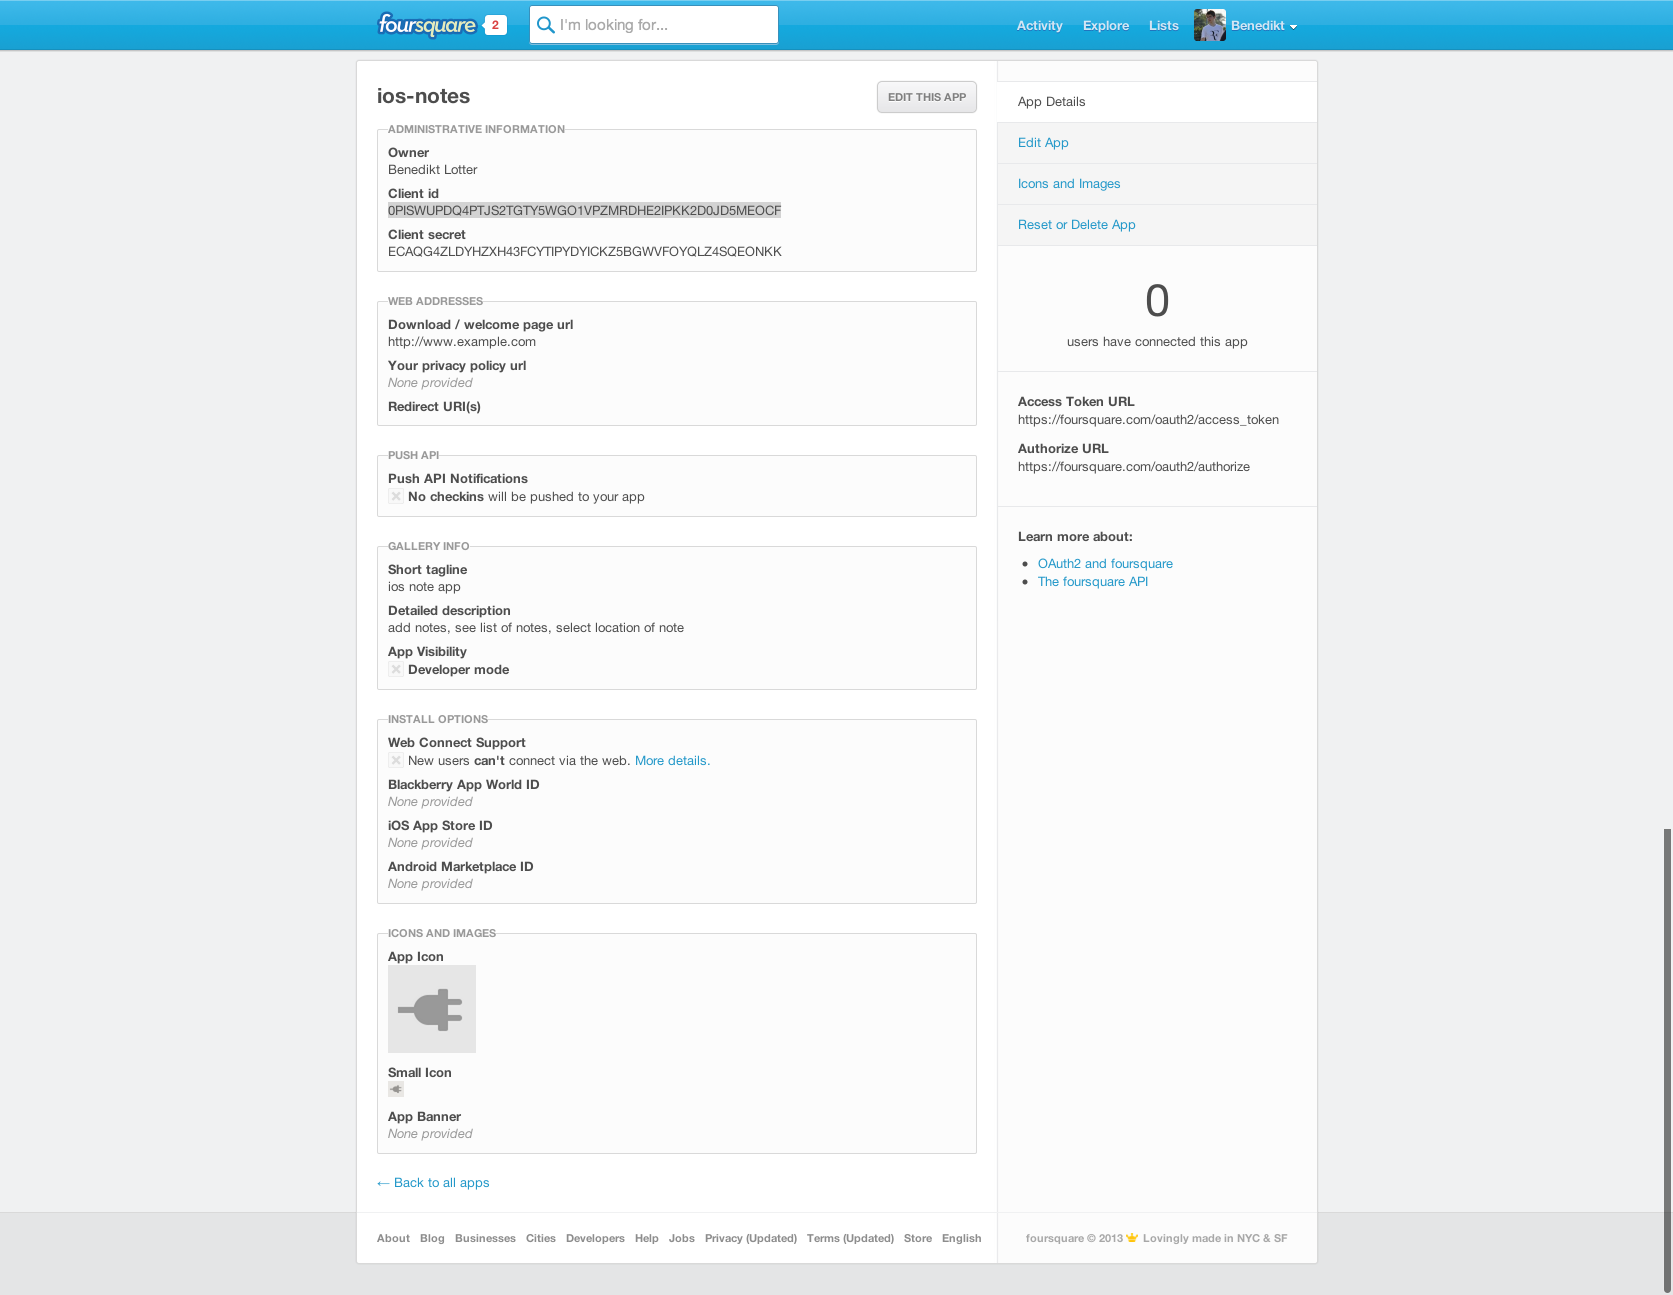 foursquare 2 I'm looking for... Activity Explore Lists Benedikt
ios-notes
EDIT THIS APP
ADMINISTRATIVE INFORMATION
Owner
Benedikt Lotter
Client id
0PISWUPDQ4PTJS2TGTY5WGO1VPZMRDHE2IPKK2D0JD5MEOCF
Client secret
ECAQG4ZLDYHZXH43FCYTIPYDYICKZ5BGWVFOYQLZ4SQEONKK
WEB ADDRESSES
Download / welcome page url
http://www.example.com
Your privacy policy url
None provided
Redirect URI(s)
PUSH API
Push API Notifications
No checkins will be pushed to your app
GALLERY INFO
Short tagline
ios note app
Detailed description
add notes, see list of notes, select location of note
App Visibility
Developer mode
INSTALL OPTIONS
Web Connect Support
New users can't connect via the web. More details.
Blackberry App World ID
None provided
iOS App Store ID
None provided
Android Marketplace ID
None provided
ICONS AND IMAGES
App Icon
Small Icon
App Banner
None provided
← Back to all apps
App Details
Edit App
Icons and Images
Reset or Delete App
0
users have connected this app
Access Token URL
https://foursquare.com/oauth2/access_token
Authorize URL
https://foursquare.com/oauth2/authorize
Learn more about:
• OAuth2 and foursquare
• The foursquare API
About Blog Businesses Cities Developers Help Jobs Privacy (Updated) Terms (Updated) Store English
foursquare © 2013 Lovingly made in NYC & SF